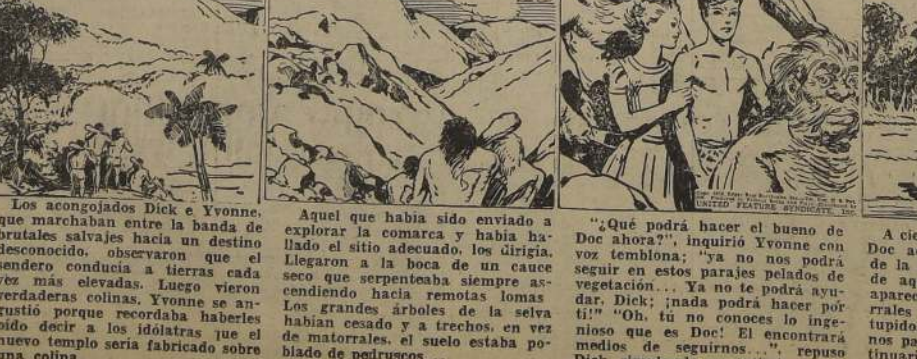 Los acongojados Dick e Yvonne,
que marchaban entre la banda de
brutales salvajes hacia un destino
desconocido, observaron que el
sendero conducía a tierras cada
vez más elevadas. Luego vieron
verdaderas colinas. Yvonne se an-
gustió porque recordaba haberles
oido decir a los idólatras que el
nuevo templo seria fabricado sobre
una colina.
Aquel que habia sido enviado a
explorar la comarca y habia ha-
llado el sitio adecuado, los dirigia.
Llegaron a la boca de un cauce
seco que serpenteaba siempre as-
cendiendo hacia remotas lomas
Los grandes árboles de la selva
habian cesado y a trechos, en vez
de matorrales, el suelo estaba po-
blado de pedruscos
UNITED FEATURE SYNDICATE, Inc.
"¿Qué podrá hacer el bueno de
Doc ahora?", inquirió Yvonne con
voz temblona; "ya no nos podrá
seguir en estos parajes pelados de
vegetación... Ya no te podrá ayu-
dar, Dick; ¡nada podrá hacer por
ti!" "Oh, tú no conoces lo inge-
nioso que es Doc! El encontrará
medios de seguirnos...", repuso
Dick
A cie
Doc
de la
de aq
apare
rrales
tupido
nos pa